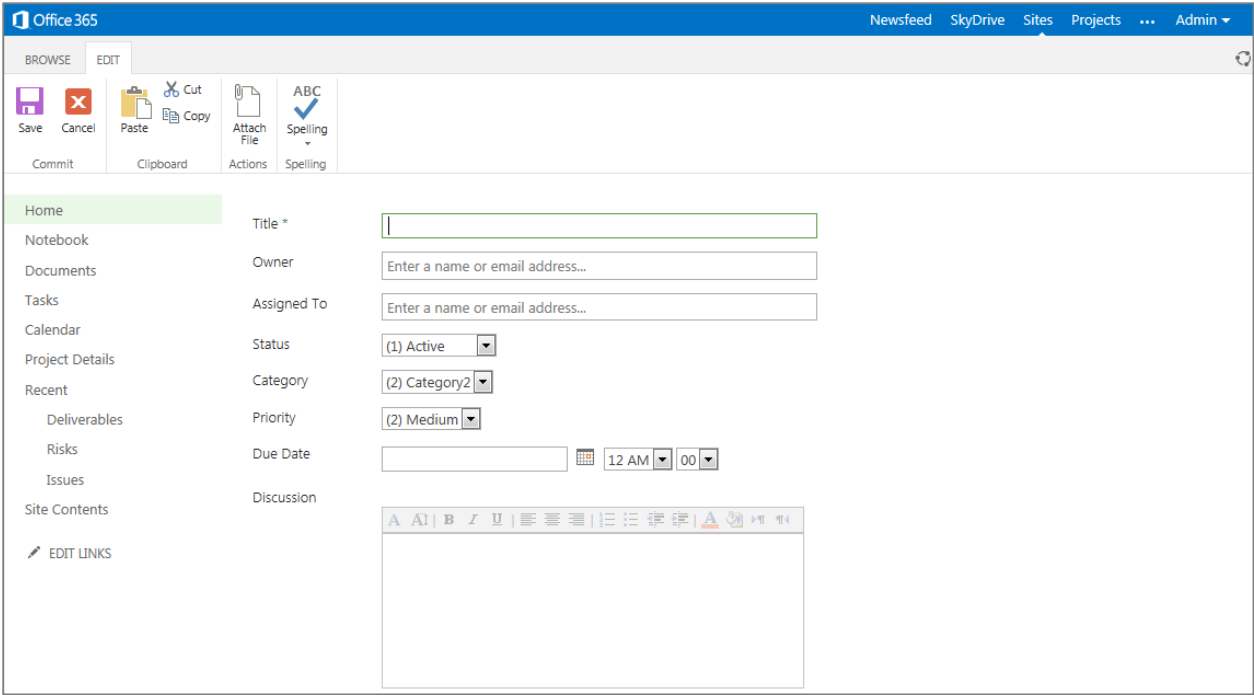 Office 365 Newsfeed SkyDrive Sites Projects ... Admin
BROWSE EDIT
Save Cancel Paste Cut Copy Attach File ABC Spelling
Commit Clipboard Actions Spelling
Home
Notebook
Documents
Tasks
Calendar
Project Details
Recent
Deliverables
Risks
Issues
Site Contents
EDIT LINKS
Title *
Owner Enter a name or email address...
Assigned To Enter a name or email address...
Status (1) Active
Category (2) Category2
Priority (2) Medium
Due Date 12 AM 00
Discussion
A AI B I U A